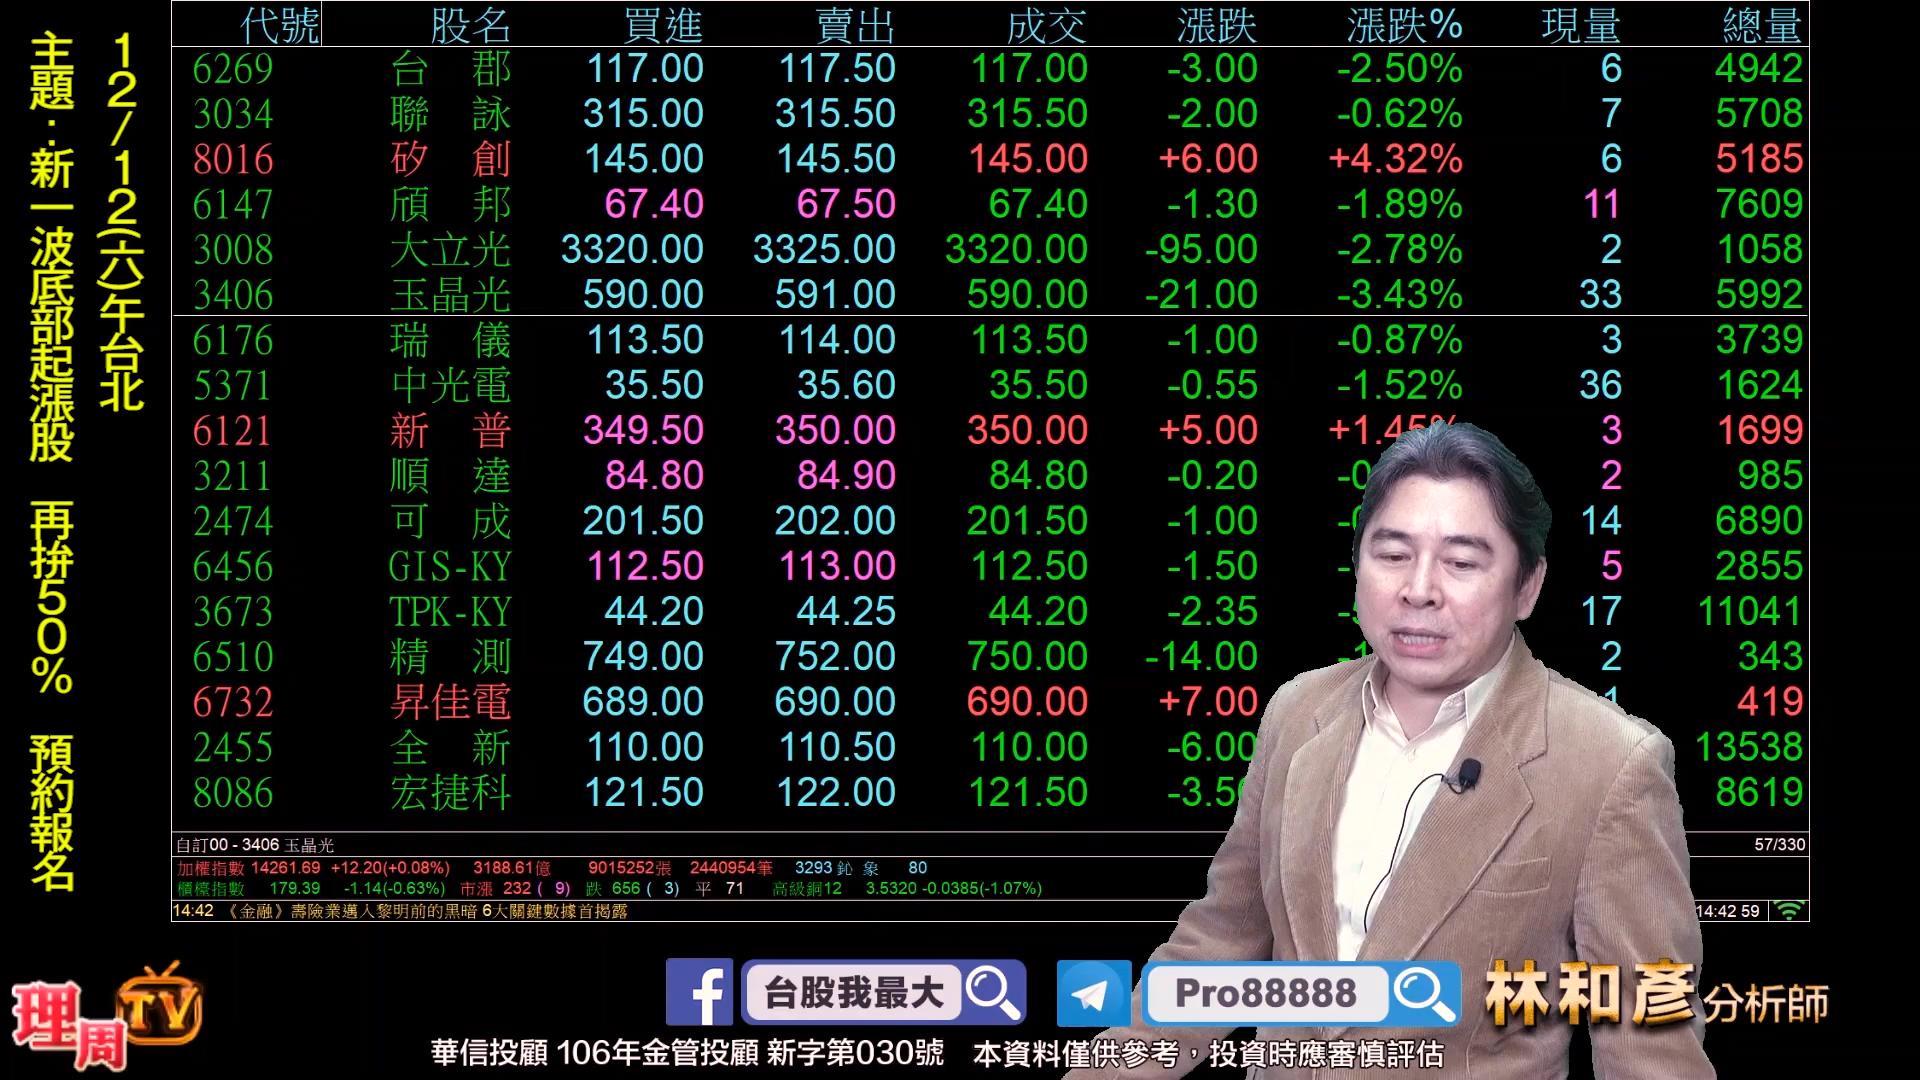 12/12(六)午台北
主題：新一波底部起漲股 再拚50% 預約報名
代號 股名 買進 賣出 成交 漲跌 漲跌% 現量 總量
6269 台郡 117.00 117.50 117.00 -3.00 -2.50% 6 4942
3034 聯詠 315.00 315.50 315.50 -2.00 -0.62% 7 5708
8016 矽創 145.00 145.50 145.00 +6.00 +4.32% 6 5185
6147 頎邦 67.40 67.50 67.40 -1.30 -1.89% 11 7609
3008 大立光 3320.00 3325.00 3320.00 -95.00 -2.78% 2 1058
3406 玉晶光 590.00 591.00 590.00 -21.00 -3.43% 33 5992
6176 瑞儀 113.50 114.00 113.50 -1.00 -0.87% 3 3739
5371 中光電 35.50 35.60 35.50 -0.55 -1.52% 36 1624
6121 新普 349.50 350.00 350.00 +5.00 +1.45% 3 1699
3211 順達 84.80 84.90 84.80 -0.20 2 985
2474 可成 201.50 202.00 201.50 -1.00 14 6890
6456 GIS-KY 112.50 113.00 112.50 -1.50 5 2855
3673 TPK-KY 44.20 44.25 44.20 -2.35 17 11041
6510 精測 749.00 752.00 750.00 -14.00 2 343
6732 昇佳電 689.00 690.00 690.00 +7.00 1 419
2455 全新 110.00 110.50 110.00 -6.00 13538
8086 宏捷科 121.50 122.00 121.50 -3.50 8619
自訂00 - 3406 玉晶光 57/330
加權指數 14261.69 +12.20(+0.08%) 3188.61億 9015252張 2440954筆 3293 鈊象 80
櫃檯指數 179.39 -1.14(-0.63%) 市漲 232 ( 9) 跌 656 ( 3) 平 71 高級銅12 3.5320 -0.0385(-1.07%)
14:42 《金融》壽險業邁入黎明前的黑暗 6大關鍵數據首揭露 14:42 59
理周TV
f 台股我最大 Pro88888 林和彥 分析師
華信投顧 106年金管投顧 新字第030號 本資料僅供參考，投資時應審慎評估